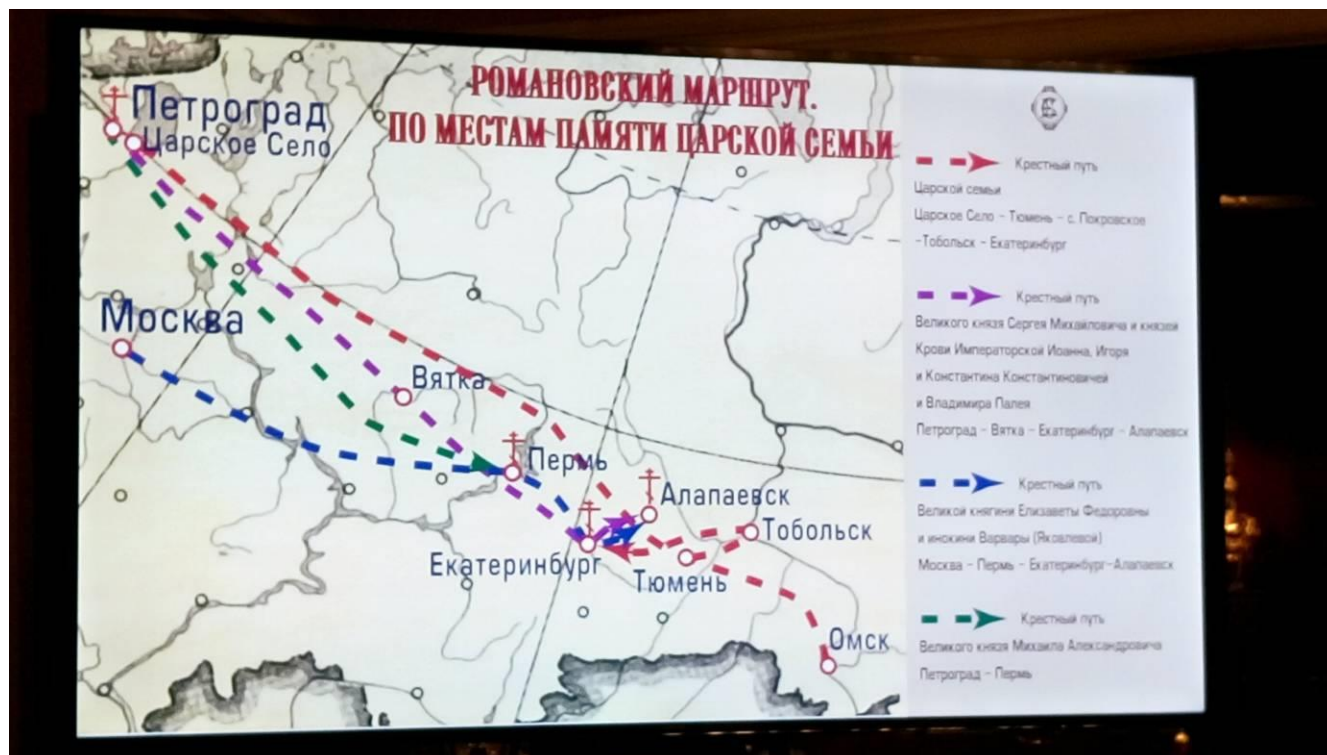 РОМАНОВСКИЙ МАРШРУТ.
ПО МЕСТАМ ПАМЯТИ ЦАРСКОЙ СЕМЬИ
Петроград
Царское Село
Москва
Вятка
Пермь
Алапаевск
Тобольск
Екатеринбург
Тюмень
Омск
Крестный путь
Царской семьи
Царское Село – Тюмень – с. Покровское
–Тобольск – Екатеринбург
Крестный путь
Великого князя Сергея Михайловича и князей
Крови Императорской Иоанна, Игоря
и Константина Константиновичей
и Владимира Палея
Петроград – Вятка – Екатеринбург – Алапаевск
Крестный путь
Великой княгини Елизаветы Федоровны
и инокини Варвары (Яковлевой)
Москва – Пермь – Екатеринбург–Алапаевск
Крестный путь
Великого князя Михаила Александровича
Петроград – Пермь